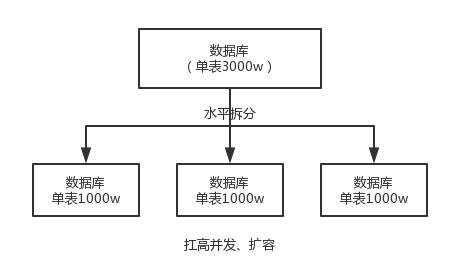 数据库
（单表3000w）
水平拆分
数据库
单表1000w
数据库
单表1000w
数据库
单表1000w
扛高并发、扩容